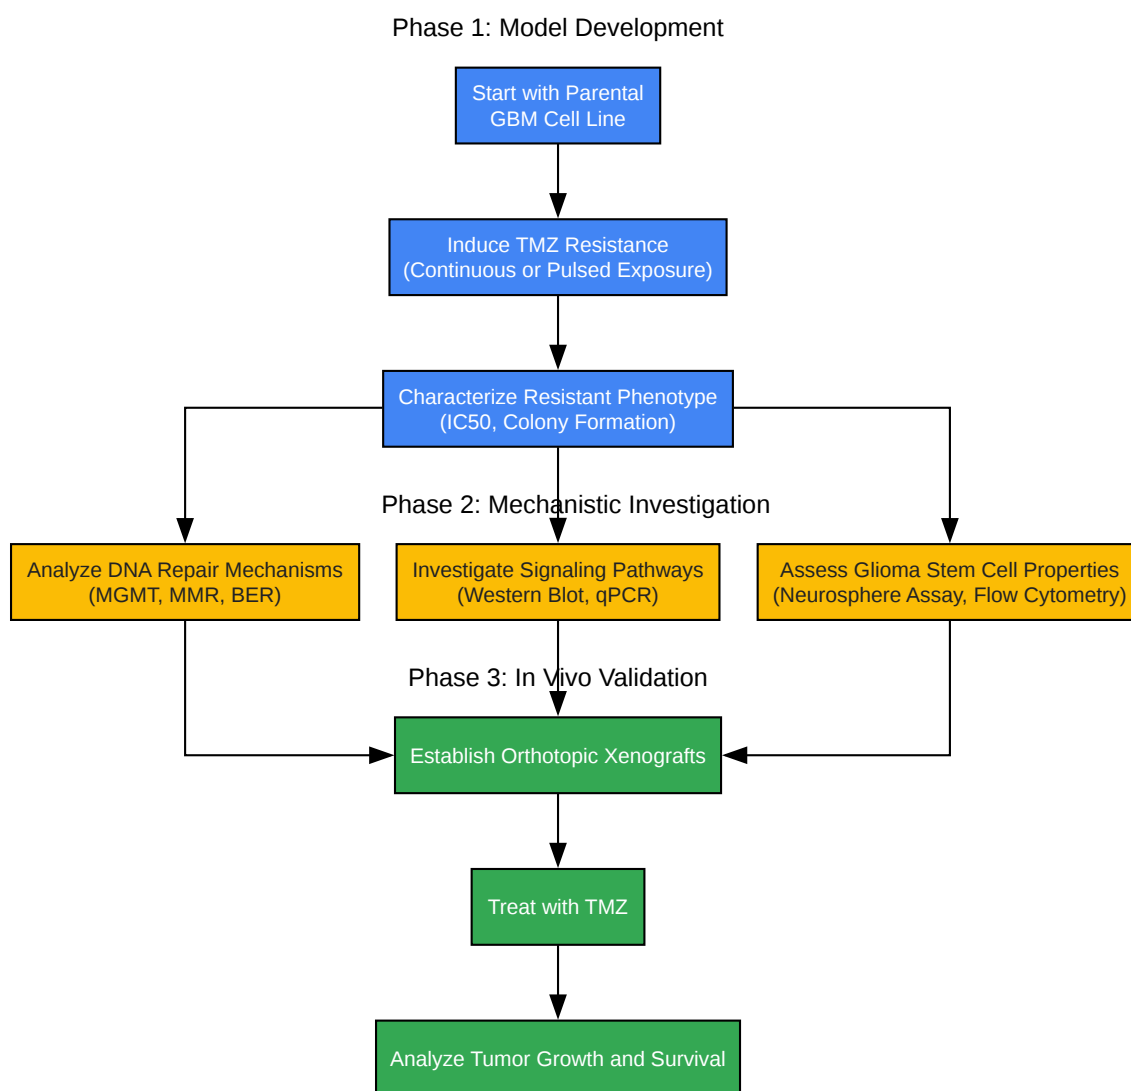 Phase 1: Model Development
Start with Parental
GBM Cell Line
Induce TMZ Resistance
(Continuous or Pulsed Exposure)
Characterize Resistant Phenotype
(IC50, Colony Formation)
Phase 2: Mechanistic Investigation
Analyze DNA Repair Mechanisms
(MGMT, MMR, BER)
Investigate Signaling Pathways
(Western Blot, qPCR)
Assess Glioma Stem Cell Properties
(Neurosphere Assay, Flow Cytometry)
Phase 3: In Vivo Validation
Establish Orthotopic Xenografts
Treat with TMZ
Analyze Tumor Growth and Survival